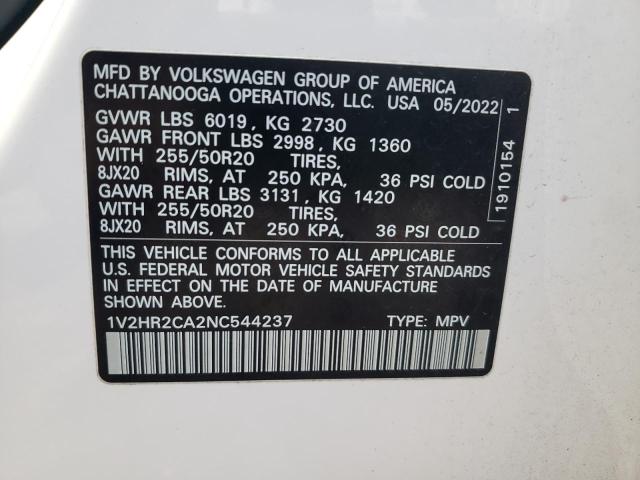 MFD BY VOLKSWAGEN GROUP OF AMERICA
CHATTANOOGA OPERATIONS, LLC. USA 05/2022
GVWR LBS 6019, KG 2730
GAWR FRONT LBS 2998, KG 1360
WITH 255/50R20 TIRES,
8JX20 RIMS, AT 250 KPA, 36 PSI COLD
GAWR REAR LBS 3131, KG 1420
WITH 255/50R20 TIRES,
8JX20 RIMS, AT 250 KPA, 36 PSI COLD
THIS VEHICLE CONFORMS TO ALL APPLICABLE
U.S. FEDERAL MOTOR VEHICLE SAFETY STANDARDS
IN EFFECT ON THE DATE OF MANUFACTURE
SHOWN ABOVE.
1V2HR2CA2NC544237 TYPE: MPV
1910154 1